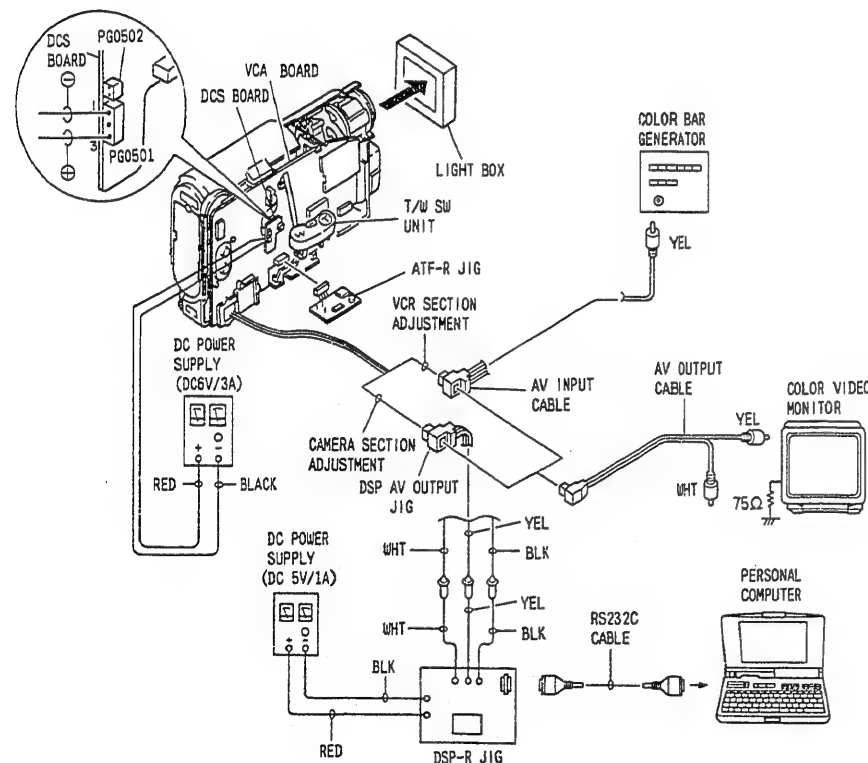 DCS
BOARD
PG0502
⊖
1
3
⊕
PG0501
VCA BOARD
DCS BOARD
LIGHT BOX
COLOR BAR
GENERATOR
YEL
T/W SW
UNIT
W
T
ATF-R JIG
VCR SECTION
ADJUSTMENT
DC POWER
SUPPLY
(DC6V/3A)
+
-
RED
BLACK
AV INPUT
CABLE
CAMERA SECTION
ADJUSTMENT
DSP AV OUTPUT
JIG
AV OUTPUT
CABLE
YEL
WHT
COLOR VIDEO
MONITOR
75Ω
DC POWER
SUPPLY
(DC 5V/1A)
+
-
WHT
YEL
BLK
WHT
YEL
BLK
BLK
RED
DSP-R JIG
RS232C
CABLE
PERSONAL
COMPUTER